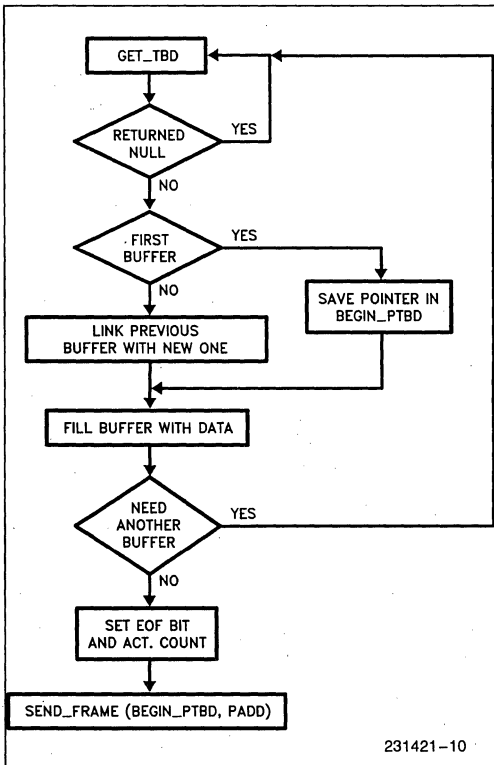 GET_TBD
RETURNED
NULL
YES
NO
FIRST
BUFFER
YES
NO
SAVE POINTER IN
BEGIN_PTBD
LINK PREVIOUS
BUFFER WITH NEW ONE
FILL BUFFER WITH DATA
NEED
ANOTHER
BUFFER
YES
NO
SET EOF BIT
AND ACT. COUNT
SEND_FRAME (BEGIN_PTBD, PADD)
231421–10